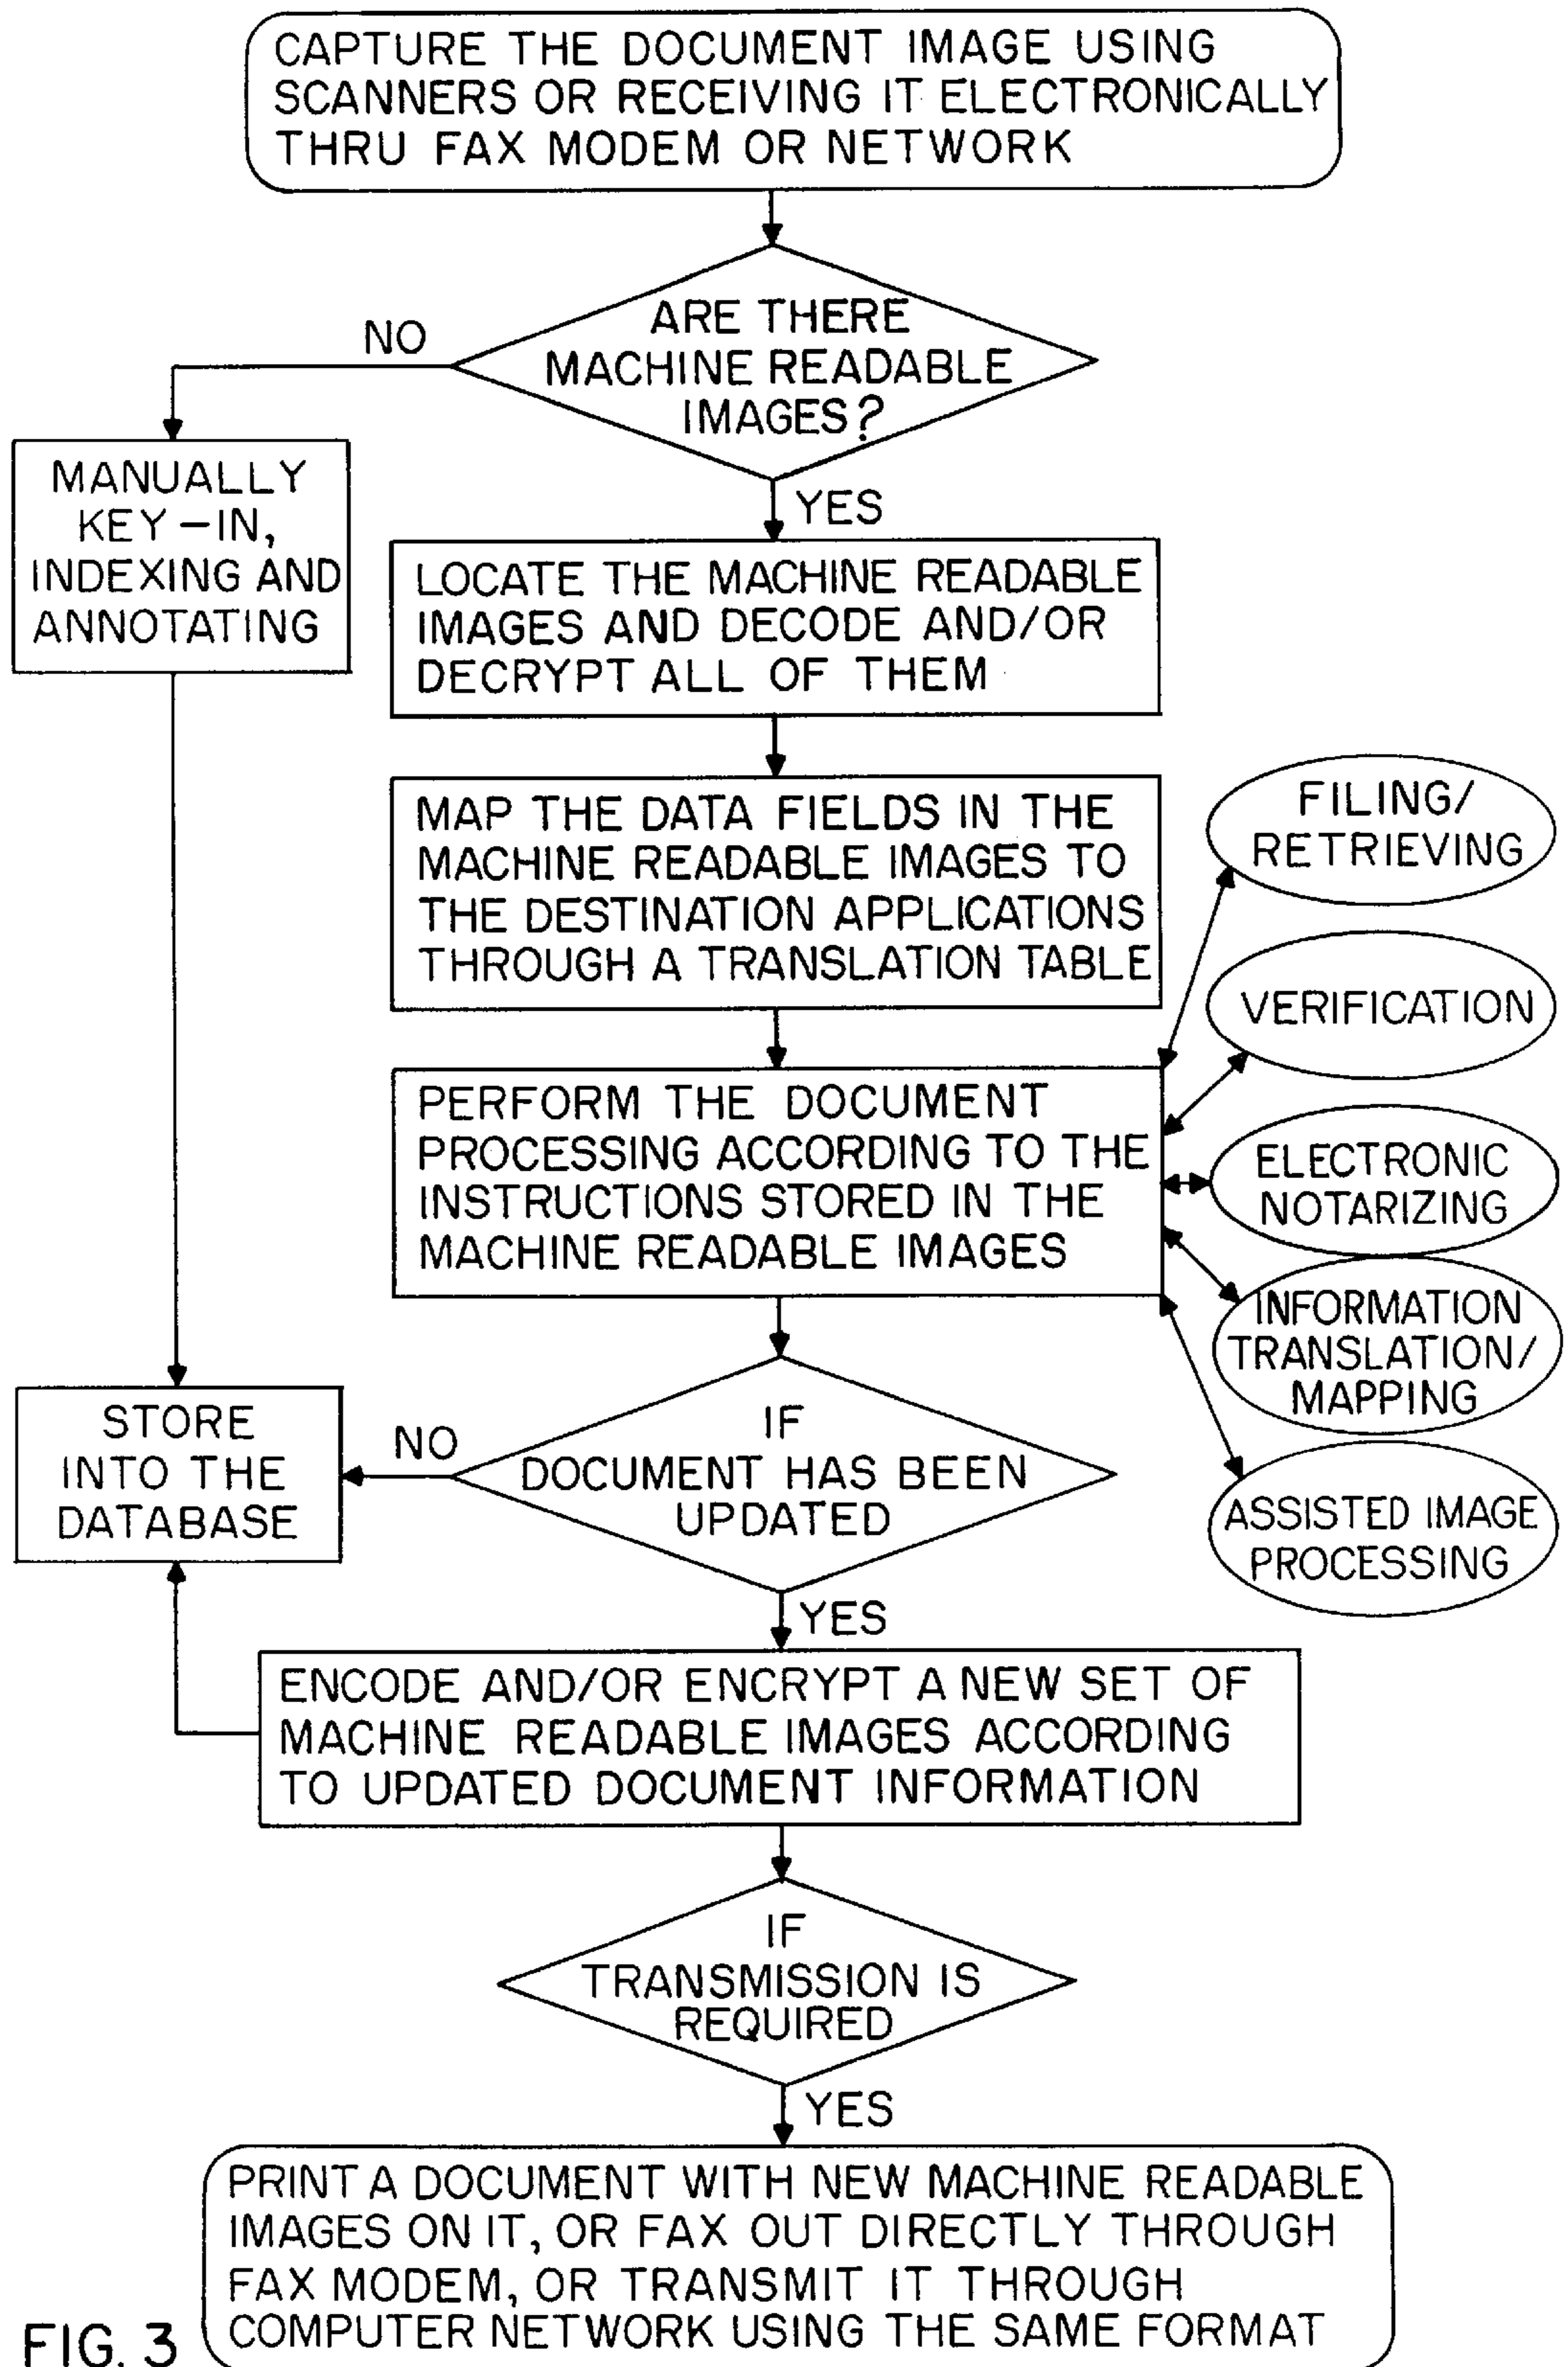 CAPTURE THE DOCUMENT IMAGE USING
SCANNERS OR RECEIVING IT ELECTRONICALLY
THRU FAX MODEM OR NETWORK
ARE THERE
MACHINE READABLE
IMAGES?
NO
YES
MANUALLY
KEY-IN,
INDEXING AND
ANNOTATING
LOCATE THE MACHINE READABLE
IMAGES AND DECODE AND/OR
DECRYPT ALL OF THEM
MAP THE DATA FIELDS IN THE
MACHINE READABLE IMAGES TO
THE DESTINATION APPLICATIONS
THROUGH A TRANSLATION TABLE
FILING/
RETRIEVING
VERIFICATION
PERFORM THE DOCUMENT
PROCESSING ACCORDING TO THE
INSTRUCTIONS STORED IN THE
MACHINE READABLE IMAGES
ELECTRONIC
NOTARIZING
INFORMATION
TRANSLATION/
MAPPING
ASSISTED IMAGE
PROCESSING
IF
DOCUMENT HAS BEEN
UPDATED
NO
STORE
INTO THE
DATABASE
YES
ENCODE AND/OR ENCRYPT A NEW SET OF
MACHINE READABLE IMAGES ACCORDING
TO UPDATED DOCUMENT INFORMATION
IF
TRANSMISSION IS
REQUIRED
YES
PRINT A DOCUMENT WITH NEW MACHINE READABLE
IMAGES ON IT, OR FAX OUT DIRECTLY THROUGH
FAX MODEM, OR TRANSMIT IT THROUGH
COMPUTER NETWORK USING THE SAME FORMAT
FIG. 3